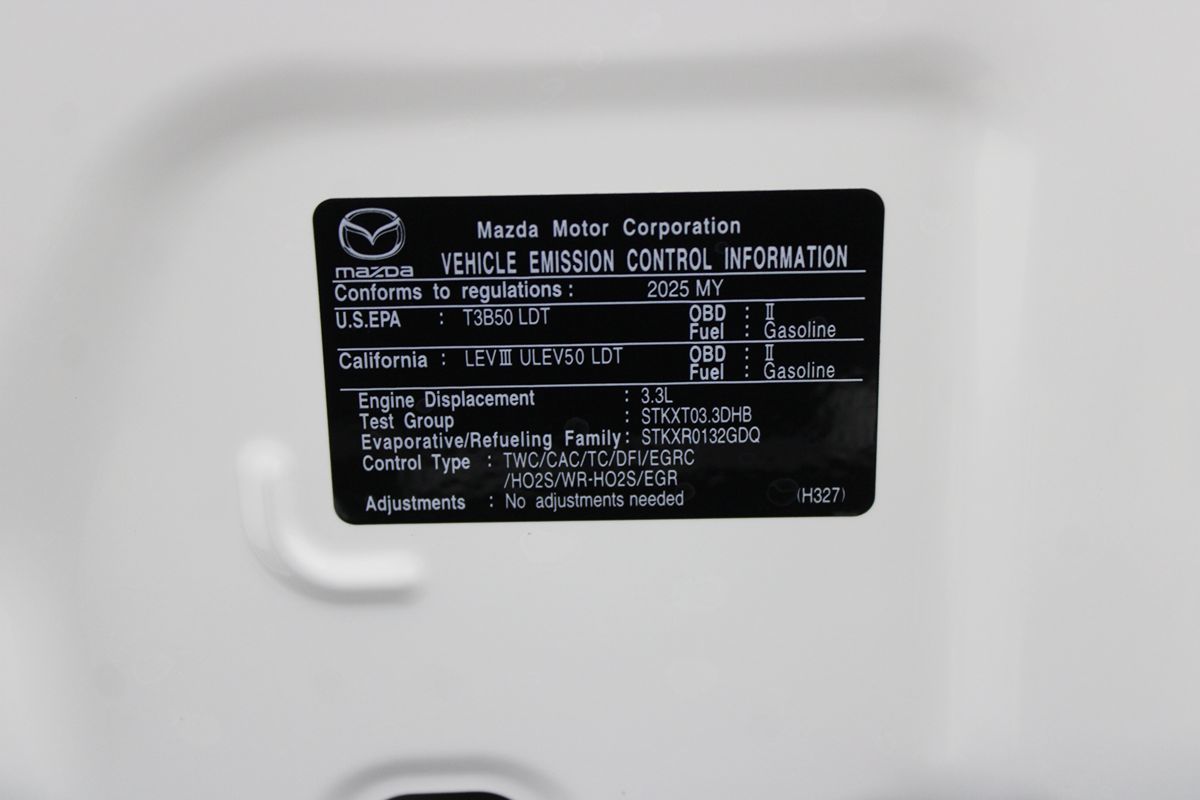 Mazda Motor Corporation
mazda VEHICLE EMISSION CONTROL INFORMATION
Conforms to regulations : 2025 MY
U.S.EPA : T3B50 LDT OBD : Ⅱ
Fuel : Gasoline
California : LEVⅢ ULEV50 LDT OBD : Ⅱ
Fuel : Gasoline
Engine Displacement : 3.3L
Test Group : STKXT03.3DHB
Evaporative/Refueling Family : STKXR0132GDQ
Control Type : TWC/CAC/TC/DFI/EGRC
/HO2S/WR-HO2S/EGR
Adjustments : No adjustments needed (H327)